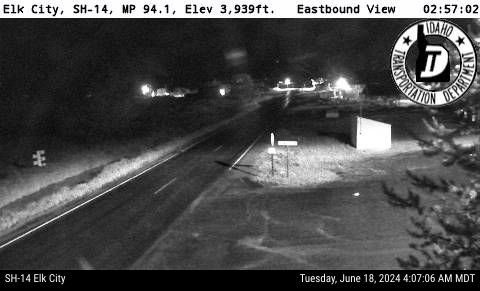 Elk City, SH-14, MP 94.1, Elev 3,939ft. Eastbound View 02:57:02
IDAHO
TRANSPORTATION DEPARTMENT
SH-14 Elk City Tuesday, June 18, 2024 4:07:06 AM MDT